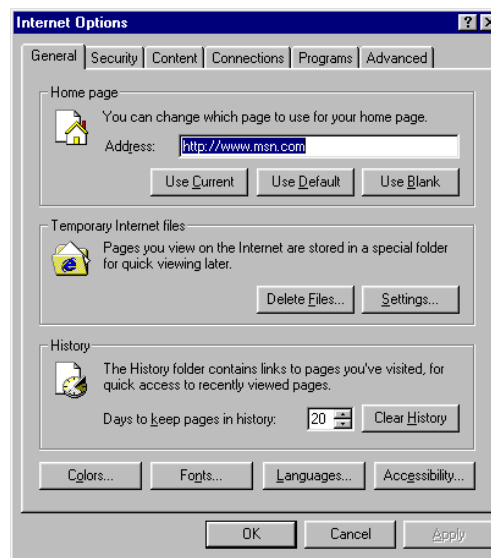 Internet Options
General Security Content Connections Programs Advanced
Home page
You can change which page to use for your home page.
Address: http://www.msn.com
Use Current Use Default Use Blank
Temporary Internet files
Pages you view on the Internet are stored in a special folder
for quick viewing later.
Delete Files... Settings...
History
The History folder contains links to pages you've visited, for
quick access to recently viewed pages.
Days to keep pages in history: 20 Clear History
Colors... Fonts... Languages... Accessibility...
OK Cancel Apply